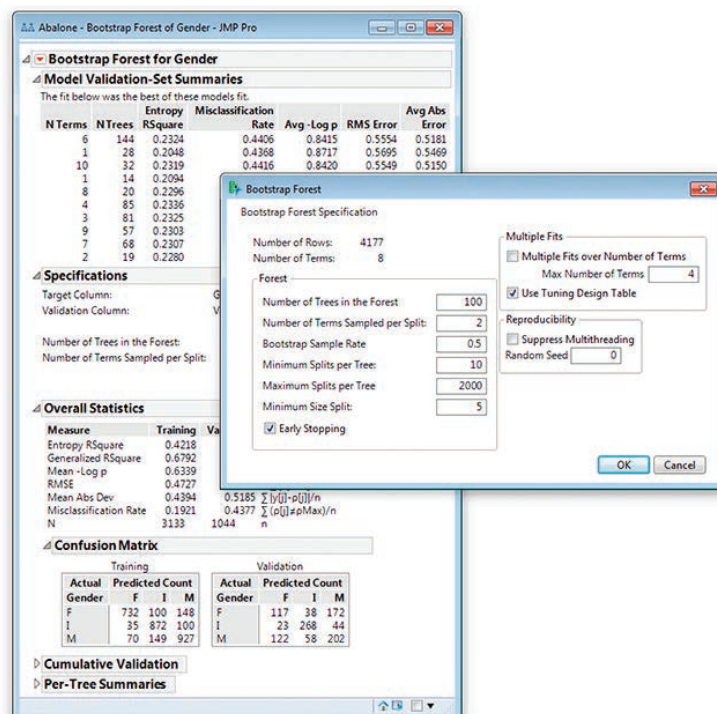 Abalone - Bootstrap Forest of Gender - JMP Pro
Bootstrap Forest for Gender
Model Validation-Set Summaries
The fit below was the best of these models fit.
Entropy Misclassification Avg Abs
N Terms N Trees RSquare Rate Avg -Log p RMS Error Error
6 144 0.2324 0.4406 0.8415 0.5554 0.5181
1 28 0.2048 0.4368 0.8717 0.5695 0.5469
10 32 0.2319 0.4416 0.8420 0.5549 0.5150
1 14 0.2094
8 20 0.2296
4 85 0.2336
3 81 0.2325
9 57 0.2303
7 68 0.2307
2 19 0.2280
Specifications
Target Column: G
Validation Column: V
Number of Trees in the Forest:
Number of Terms Sampled per Split:
Overall Statistics
Measure Training Va
Entropy RSquare 0.4218
Generalized RSquare 0.6792
Mean -Log p 0.6339
RMSE 0.4727
Mean Abs Dev 0.4394 0.5185 ∑ |y[j]-ρ[j]|/n
Misclassification Rate 0.1921 0.4377 ∑ (ρ[j]≠ρMax)/n
N 3133 1044 n
Confusion Matrix
Training
Actual Predicted Count
Gender F I M
F 732 100 148
I 35 872 100
M 70 149 927
Validation
Actual Predicted Count
Gender F I M
F 117 38 172
I 23 268 44
M 122 58 202
Cumulative Validation
Per-Tree Summaries
Bootstrap Forest
Bootstrap Forest Specification
Number of Rows: 4177
Number of Terms: 8
Forest
Number of Trees in the Forest 100
Number of Terms Sampled per Split: 2
Bootstrap Sample Rate 0.5
Minimum Splits per Tree: 10
Maximum Splits per Tree 2000
Minimum Size Split: 5
Early Stopping
Multiple Fits
Multiple Fits over Number of Terms
Max Number of Terms 4
Use Tuning Design Table
Reproducibility
Suppress Multithreading
Random Seed 0
OK Cancel